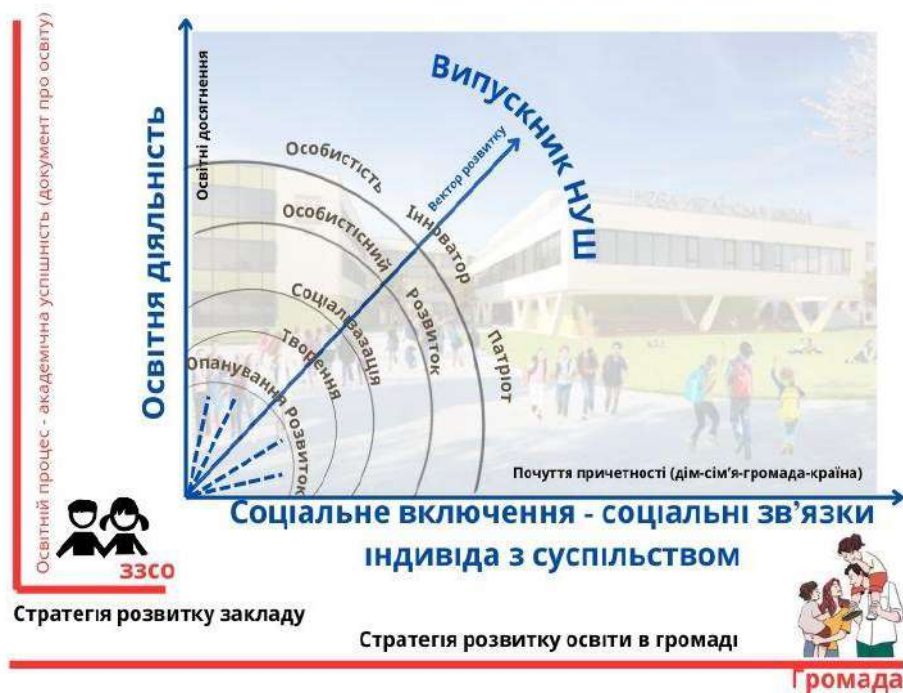 Освітній процес - академічна успішність (документ про освіту)
Освітня діяльність
Освітні досягнення
Випускник НУШ
Вектор розвитку
Особистість
Інноватор
Патріот
Особистісний
Розвиток
Соціалізазація
Творення
Опанування
Розвиток
Почуття причетності (дім-сім'я-громада-країна)
Соціальне включення - соціальні зв'язки
індивіда з суспільством
ззсо
Стратегія розвитку закладу
Стратегія розвитку освіти в громаді
Громада